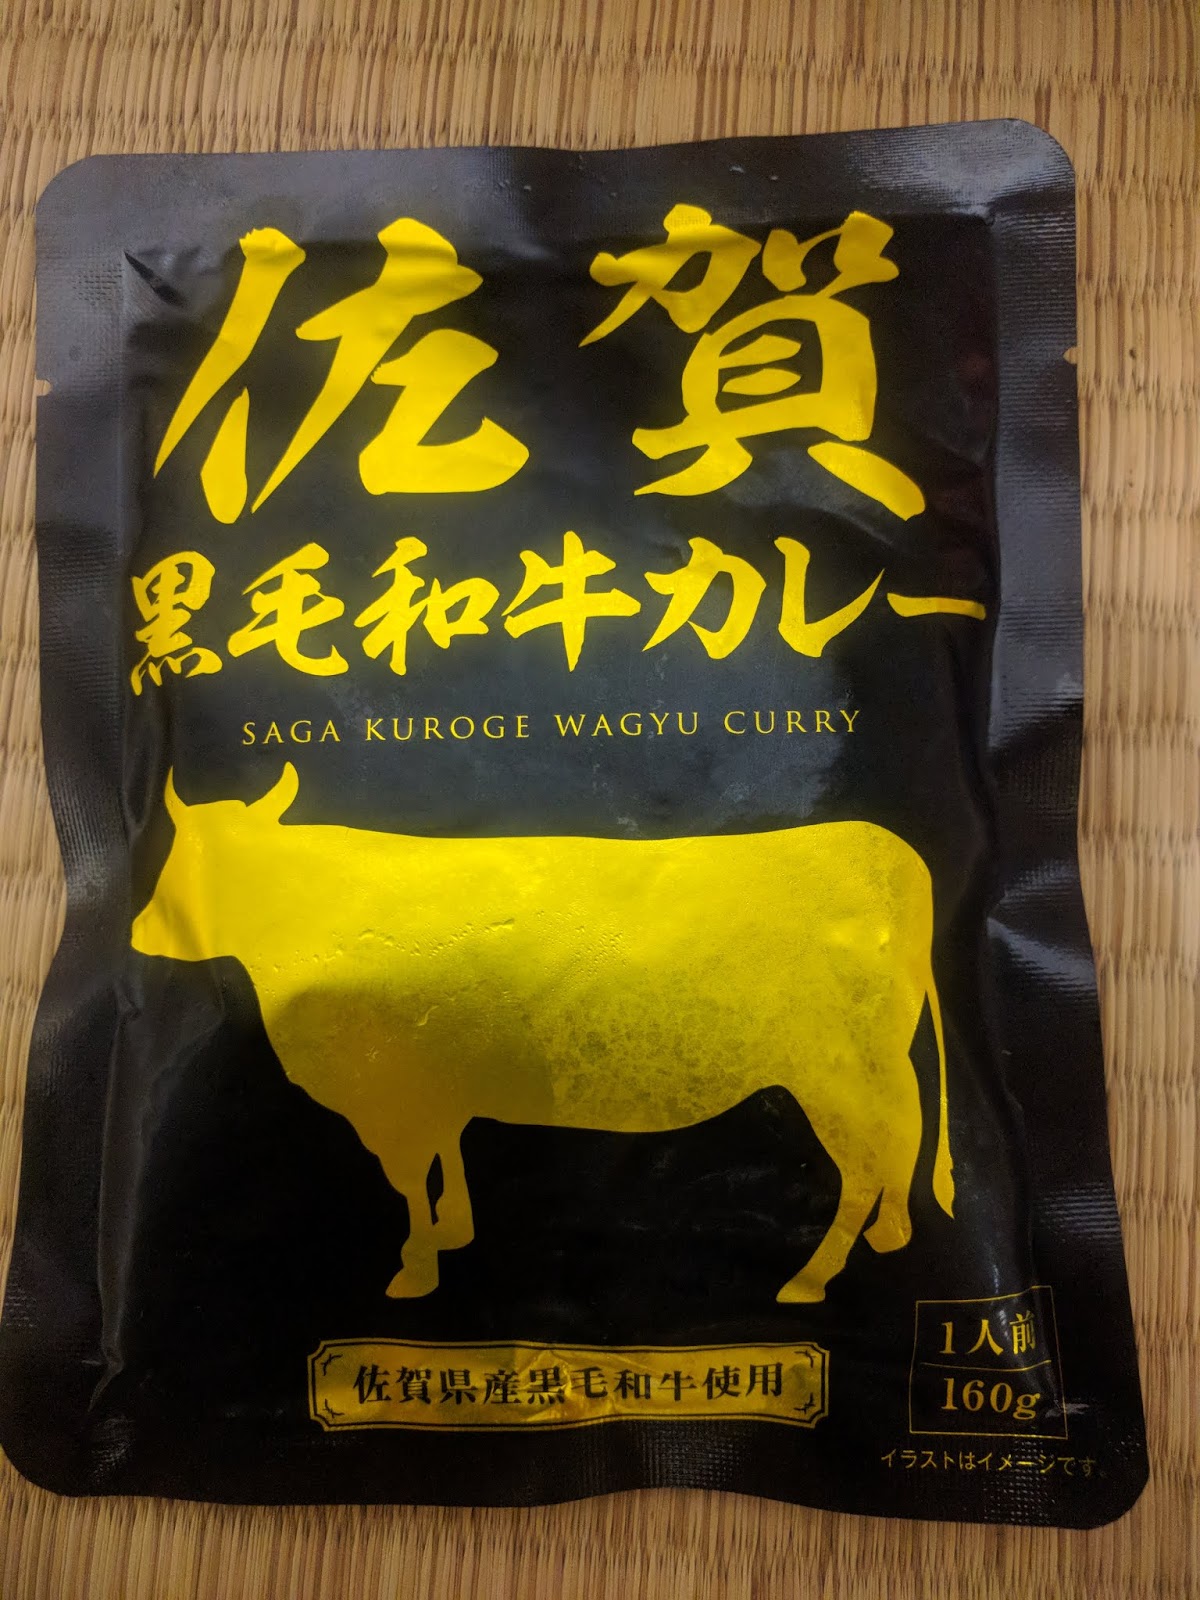 佐賀
黒毛和牛カレー
SAGA KUROGE WAGYU CURRY
佐賀県産黒毛和牛使用
1人前
160g
イラストはイメージです。